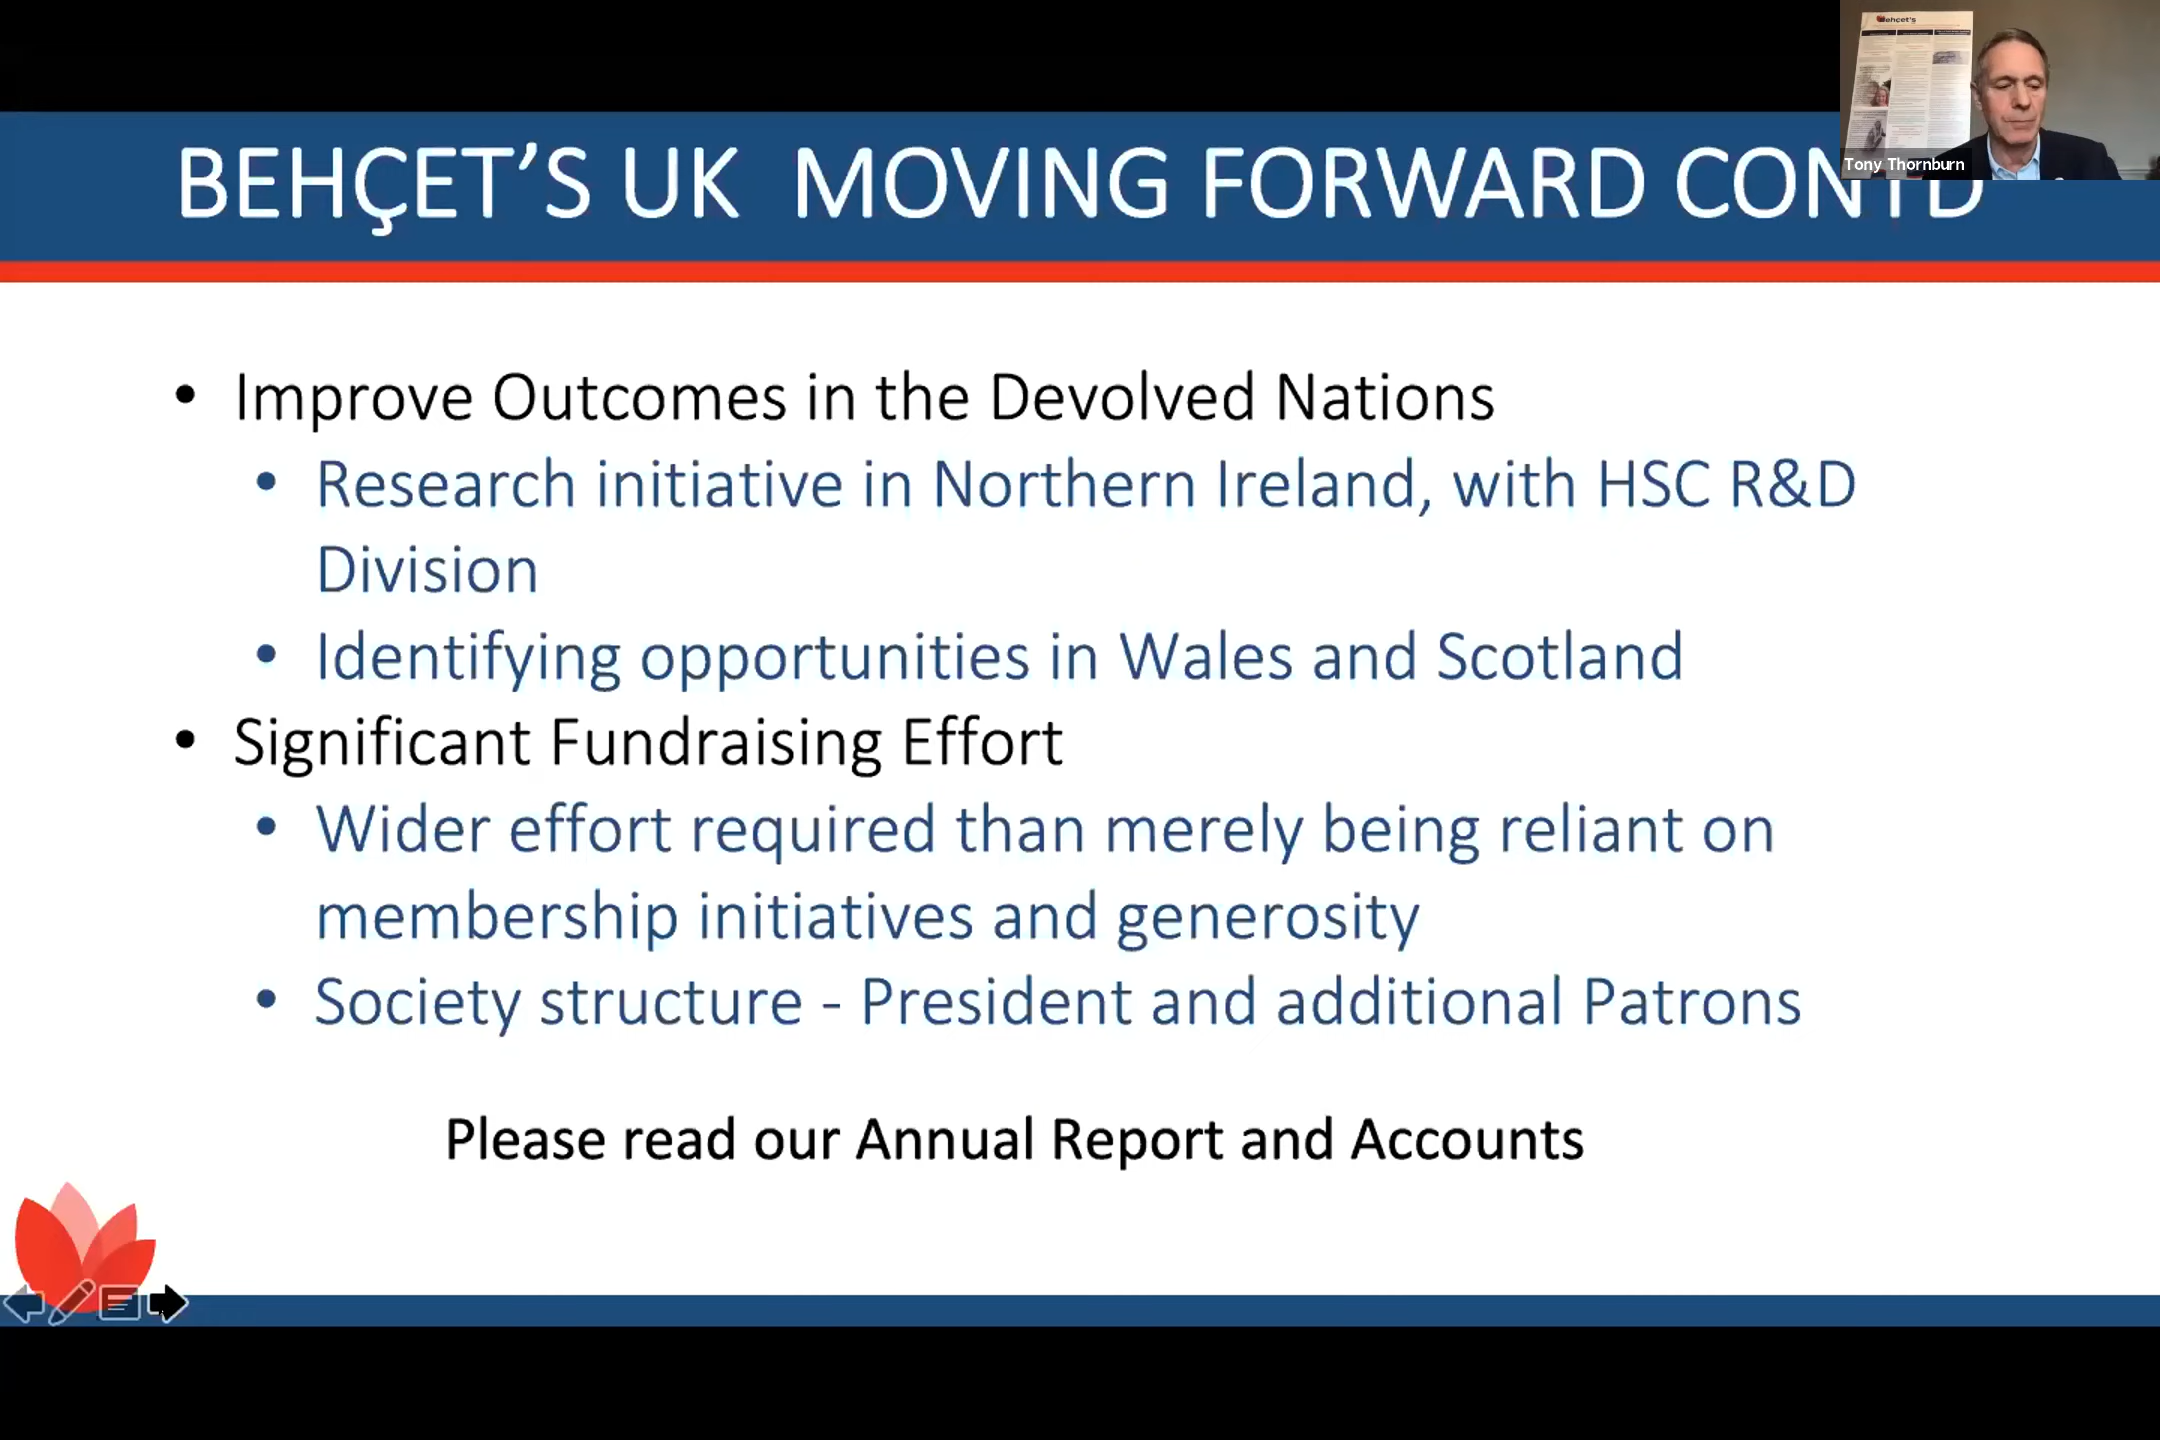 Behçet's
Tony Thornburn
BEHÇET’S UK  MOVING FORWARD CONTD
• Improve Outcomes in the Devolved Nations
• Research initiative in Northern Ireland, with HSC R&D
Division
• Identifying opportunities in Wales and Scotland
• Significant Fundraising Effort
• Wider effort required than merely being reliant on
membership initiatives and generosity
• Society structure - President and additional Patrons
Please read our Annual Report and Accounts